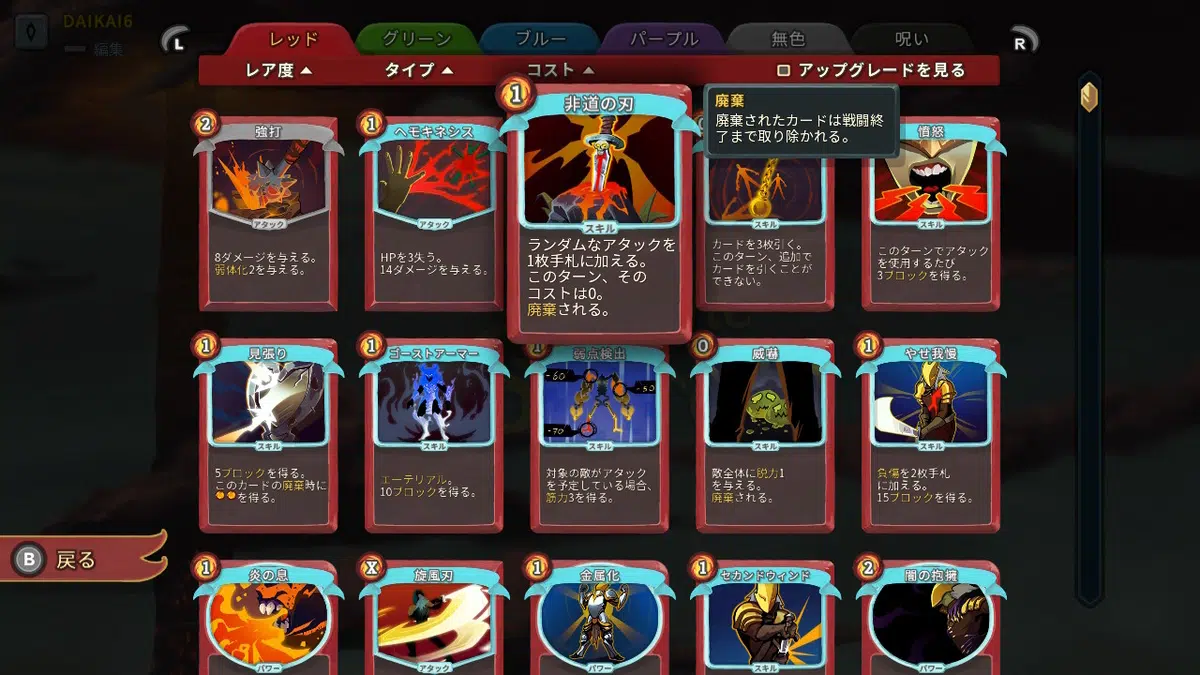 DAIKAI6
編集
L
レッド
グリーン
ブルー
パープル
無色
呪い
R
レア度
タイプ
コスト
アップグレードを見る
2
強打
アタック
8ダメージを与える。
弱体化2を与える。
1
ヘモキネシス
アタック
HPを3失う。
14ダメージを与える。
1
非道の刃
スキル
ランダムなアタックを
1枚手札に加える。
このターン、その
コストは0。
廃棄される。
廃棄
廃棄されたカードは戦闘終
了まで取り除かれる。
スキル
カードを3枚引く。
このターン、追加で
カードを引くことが
できない。
憤怒
スキル
このターンでアタック
を使用するたび
3ブロックを得る。
1
見張り
スキル
5ブロックを得る。
このカードの廃棄時に
を得る。
1
ゴーストアーマー
スキル
エーテリアル。
10ブロックを得る。
1
弱点検出
-60
-50
-70
スキル
対象の敵がアタック
を予定している場合、
筋力3を得る。
0
威嚇
スキル
敵全体に脱力1
を与える。
廃棄される。
1
やせ我慢
スキル
負傷を2枚手札
に加える。
15ブロックを得る。
B
戻る
1
炎の息
パワー
X
旋風刃
アタック
1
金属化
パワー
1
セカンドウィンド
スキル
2
闇の抱擁
パワー